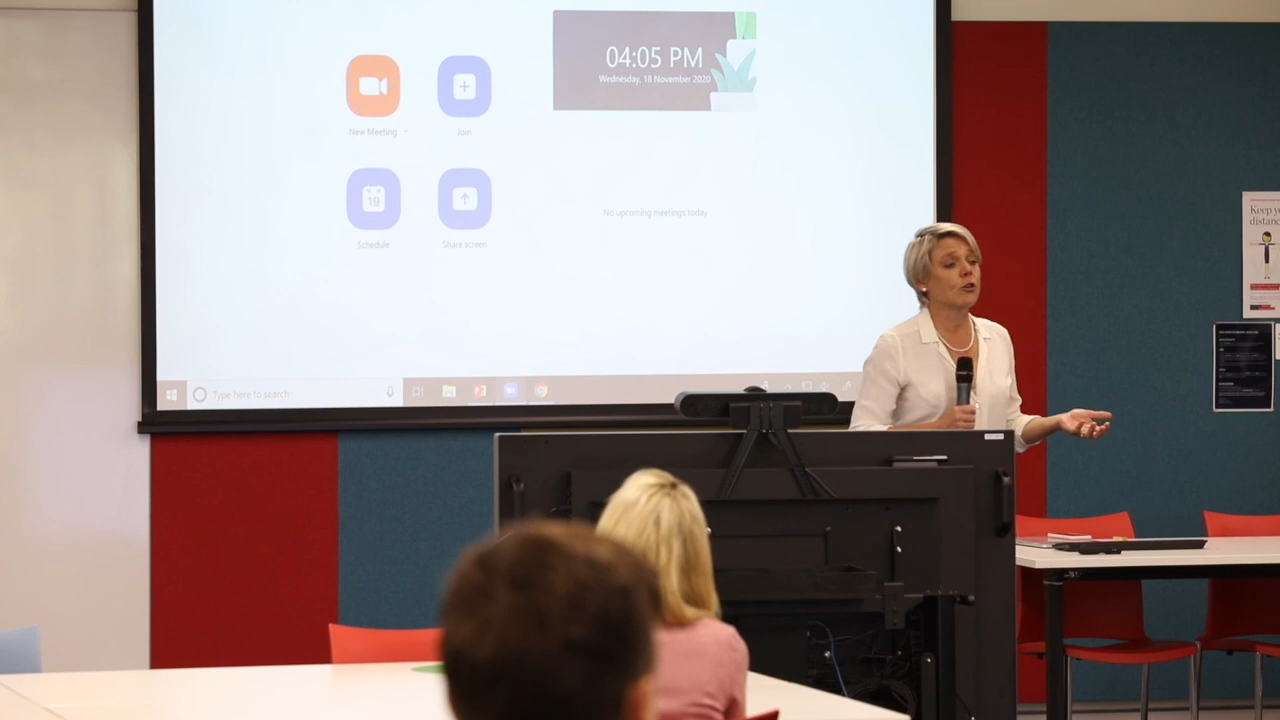 04:05 PM
Wednesday, 18 November 2020
New Meeting
Join
19
Schedule
Share screen
No upcoming meetings today
Type here to search
Keep y
distanc